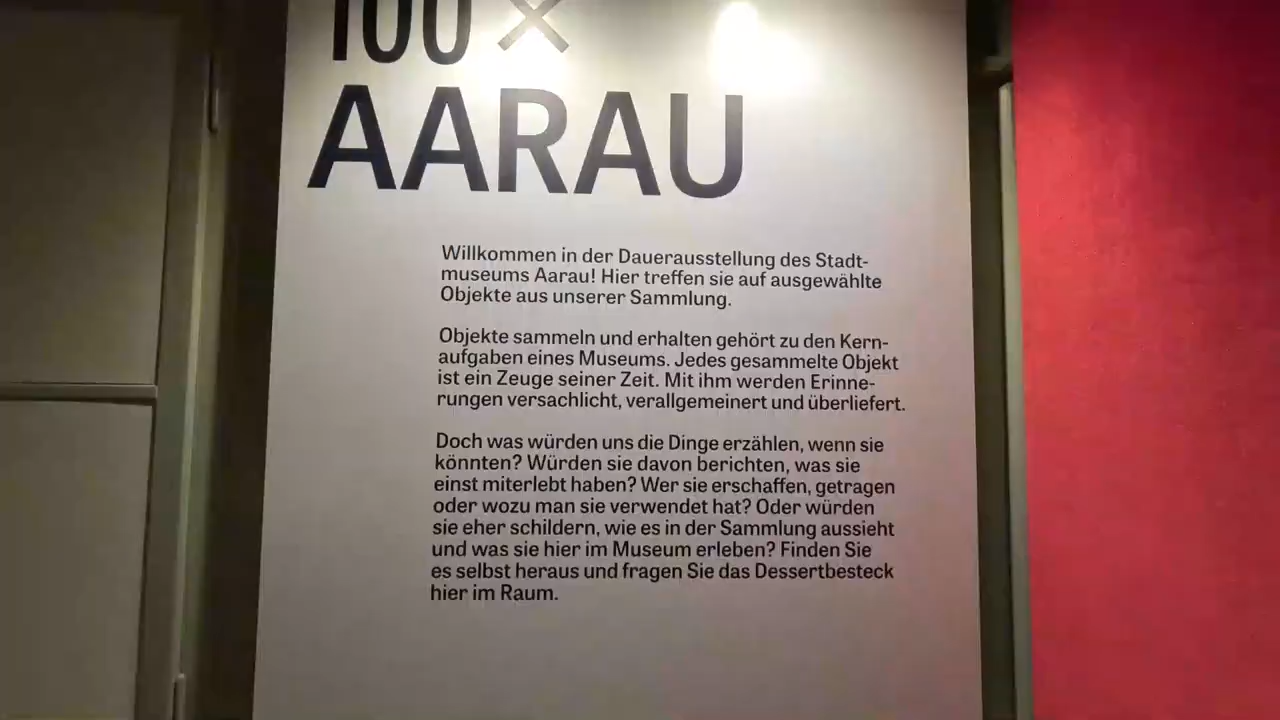 100 ×
AARAU
Willkommen in der Dauerausstellung des Stadt-
museums Aarau! Hier treffen sie auf ausgewählte
Objekte aus unserer Sammlung.
Objekte sammeln und erhalten gehört zu den Kern-
aufgaben eines Museums. Jedes gesammelte Objekt
ist ein Zeuge seiner Zeit. Mit ihm werden Erinne-
rungen versachlicht, verallgemeinert und überliefert.
Doch was würden uns die Dinge erzählen, wenn sie
könnten? Würden sie davon berichten, was sie
einst miterlebt haben? Wer sie erschaffen, getragen
oder wozu man sie verwendet hat? Oder würden
sie eher schildern, wie es in der Sammlung aussieht
und was sie hier im Museum erleben? Finden Sie
es selbst heraus und fragen Sie das Dessertbesteck
hier im Raum.